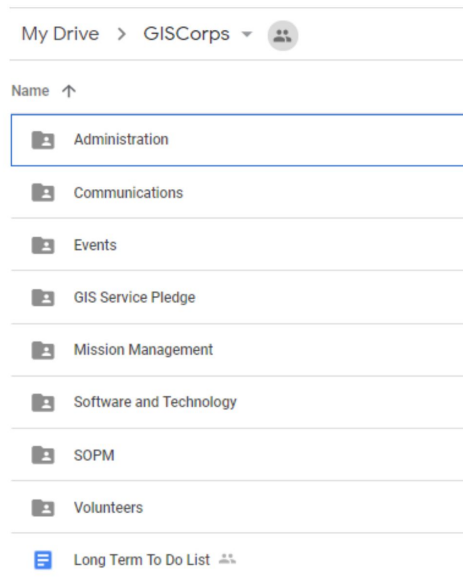 My Drive > GISCorps
Name
Administration
Communications
Events
GIS Service Pledge
Mission Management
Software and Technology
SOPM
Volunteers
Long Term To Do List